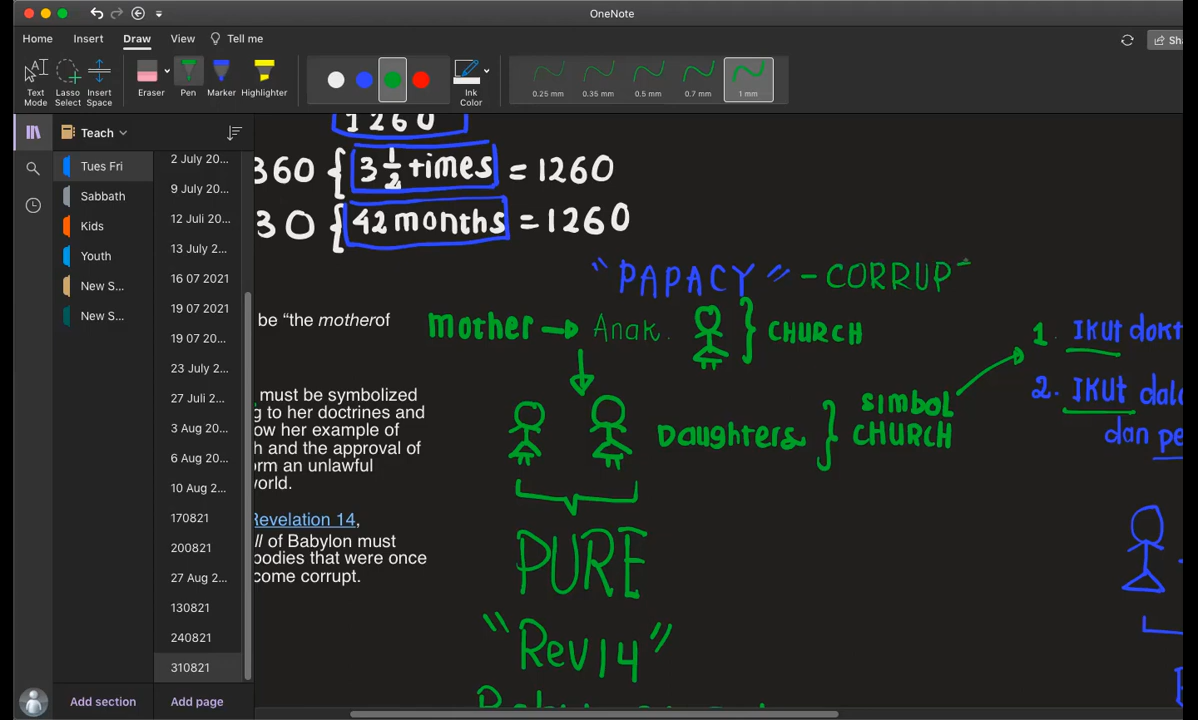 OneNote
Home Insert Draw View Tell me
Sha
Text Mode
Lasso Select
Insert Space
Eraser
Pen
Marker
Highlighter
Ink Color
0.25 mm 0.35 mm 0.5 mm 0.7 mm 1 mm
Teach
Tues Fri
Sabbath
Kids
Youth
New S...
New S...
Add section
2 July 20...
9 July 20...
12 Juli 20...
13 July 2...
16 07 2021
19 07 2021
19 07 20...
23 July 2...
27 Juli 2...
3 Aug 20...
6 Aug 20...
10 Aug 2...
170821
200821
27 Aug 2...
130821
240821
310821
Add page
1260
360 { 3 1/2 times = 1260
30 { 42 months = 1260
"PAPACY" - CORRUP
be "the motherof
mother → Anak. } CHURCH
must be symbolized
g to her doctrines and
ow her example of
h and the approval of
orm an unlawful
world.
Revelation 14,
ll of Babylon must
bodies that were once
come corrupt.
Daughters } simbol
CHURCH
1. IKUT dokt
2. IKUT dala
dan pe
PURE
"Rev 14"